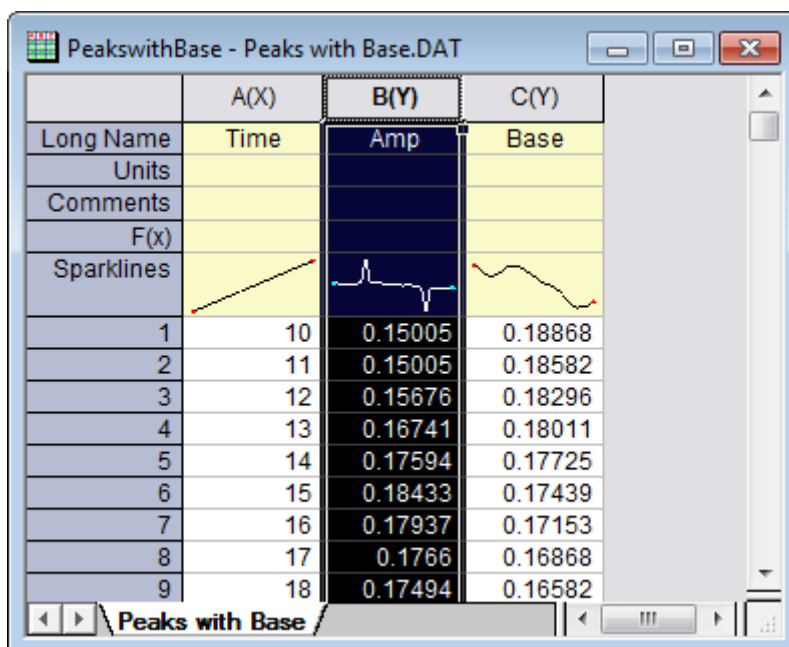 PeakswithBase - Peaks with Base.DAT
A(X) B(Y) C(Y)
Long Name Time Amp Base
Units
Comments
F(x)
Sparklines
1 10 0.15005 0.18868
2 11 0.15005 0.18582
3 12 0.15676 0.18296
4 13 0.16741 0.18011
5 14 0.17594 0.17725
6 15 0.18433 0.17439
7 16 0.17937 0.17153
8 17 0.1766 0.16868
9 18 0.17494 0.16582
Peaks with Base